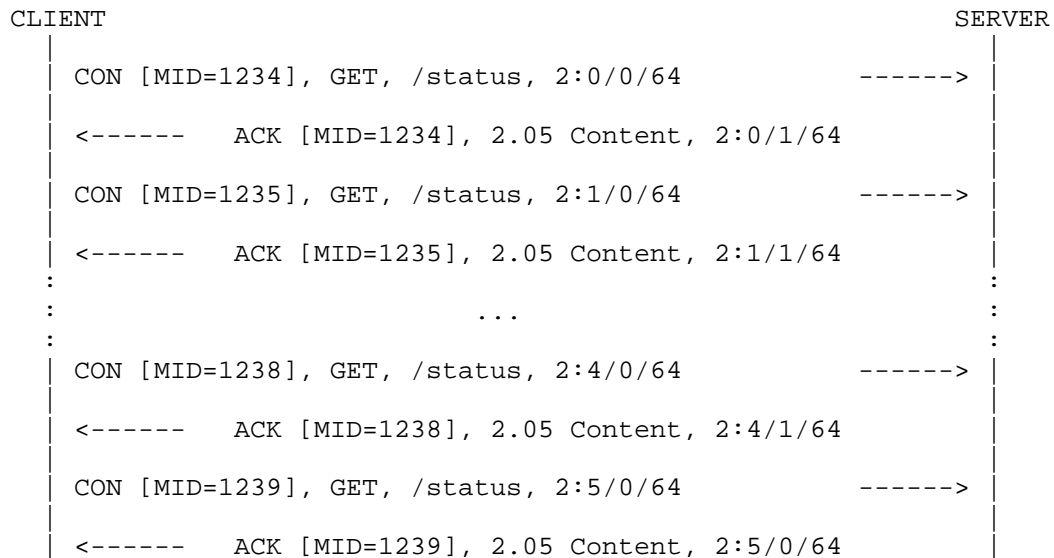 CLIENT                                                     SERVER
  |                                                          |
  | CON [MID=1234], GET, /status, 2:0/0/64           ------> |
  |                                                          |
  | <------   ACK [MID=1234], 2.05 Content, 2:0/1/64         |
  |                                                          |
  | CON [MID=1235], GET, /status, 2:1/0/64           ------> |
  |                                                          |
  | <------   ACK [MID=1235], 2.05 Content, 2:1/1/64         |
  :                                                          :
  :                          ...                             :
  :                                                          :
  | CON [MID=1238], GET, /status, 2:4/0/64           ------> |
  |                                                          |
  | <------   ACK [MID=1238], 2.05 Content, 2:4/1/64         |
  |                                                          |
  | CON [MID=1239], GET, /status, 2:5/0/64           ------> |
  |                                                          |
  | <------   ACK [MID=1239], 2.05 Content, 2:5/0/64         |